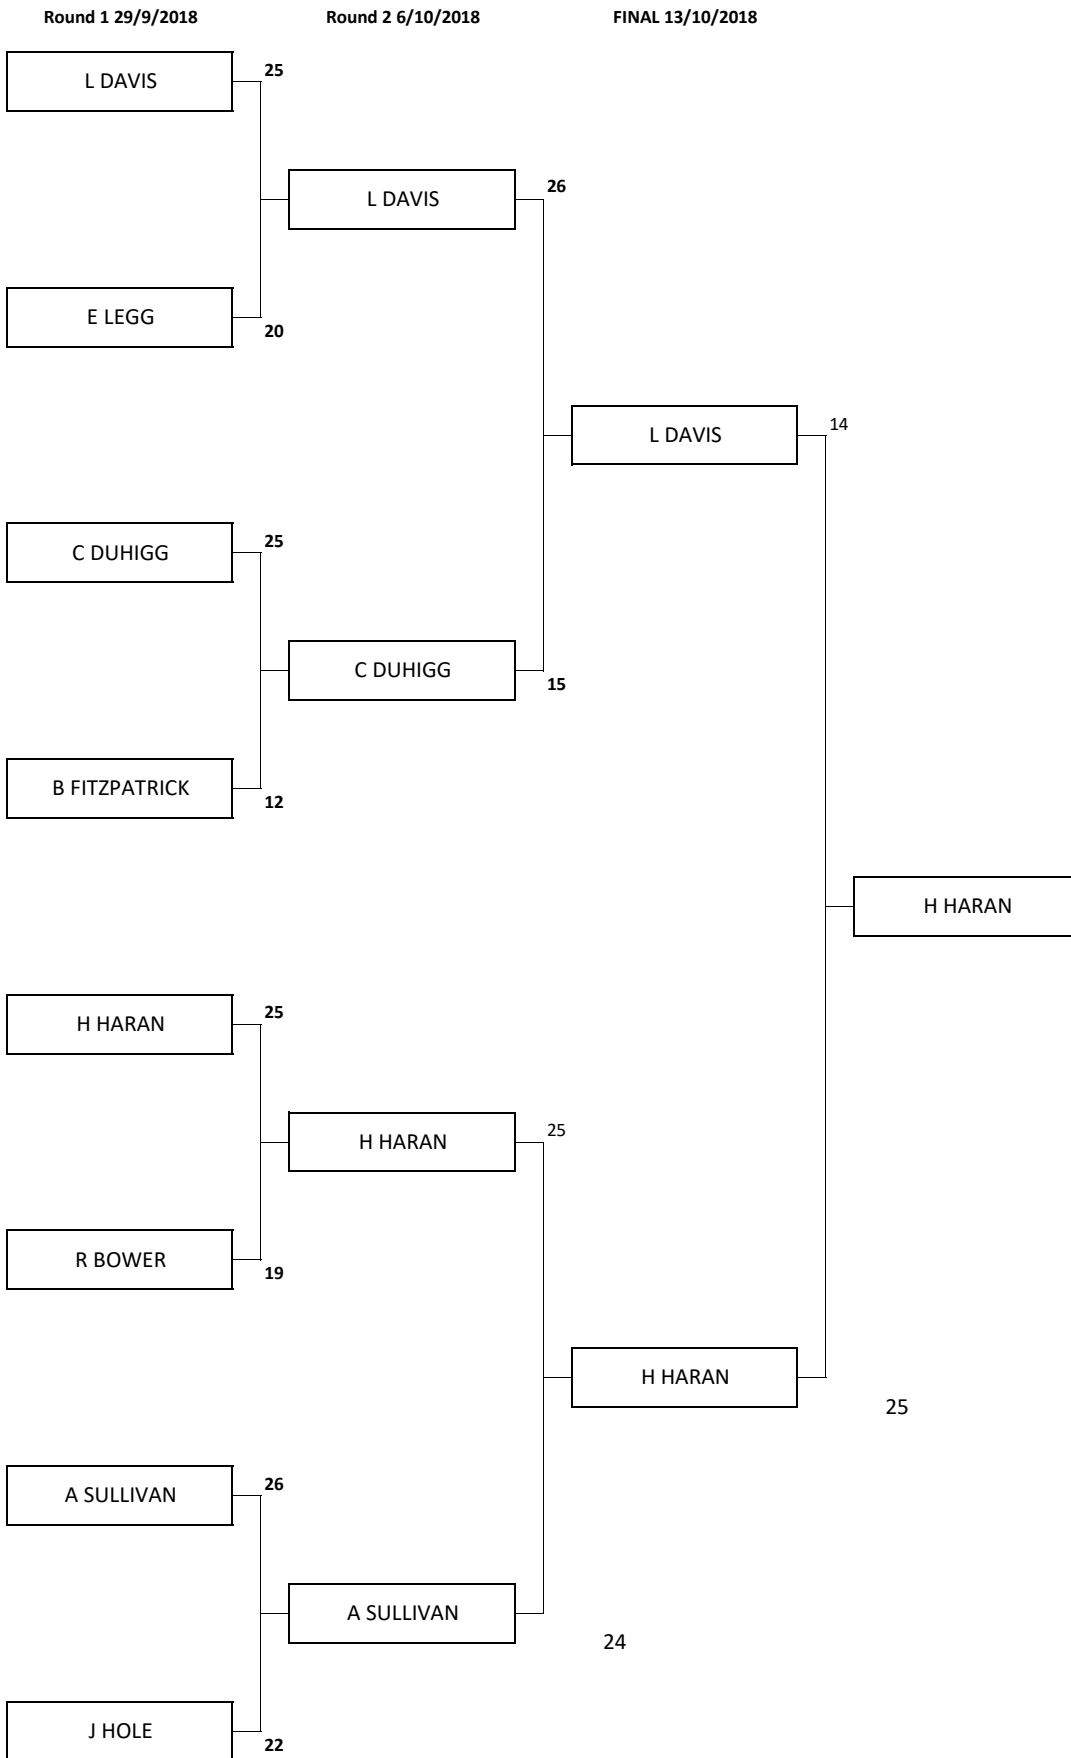 Round 1 29/9/2018 Round 2 6/10/2018 FINAL 13/10/2018
25
L DAVIS
26
L DAVIS
E LEGG
20
14
L DAVIS
25
C DUHIGG
C DUHIGG
15
B FITZPATRICK
12
H HARAN
25
H HARAN
25
H HARAN
R BOWER
19
H HARAN
25
26
A SULLIVAN
A SULLIVAN
24
J HOLE
22